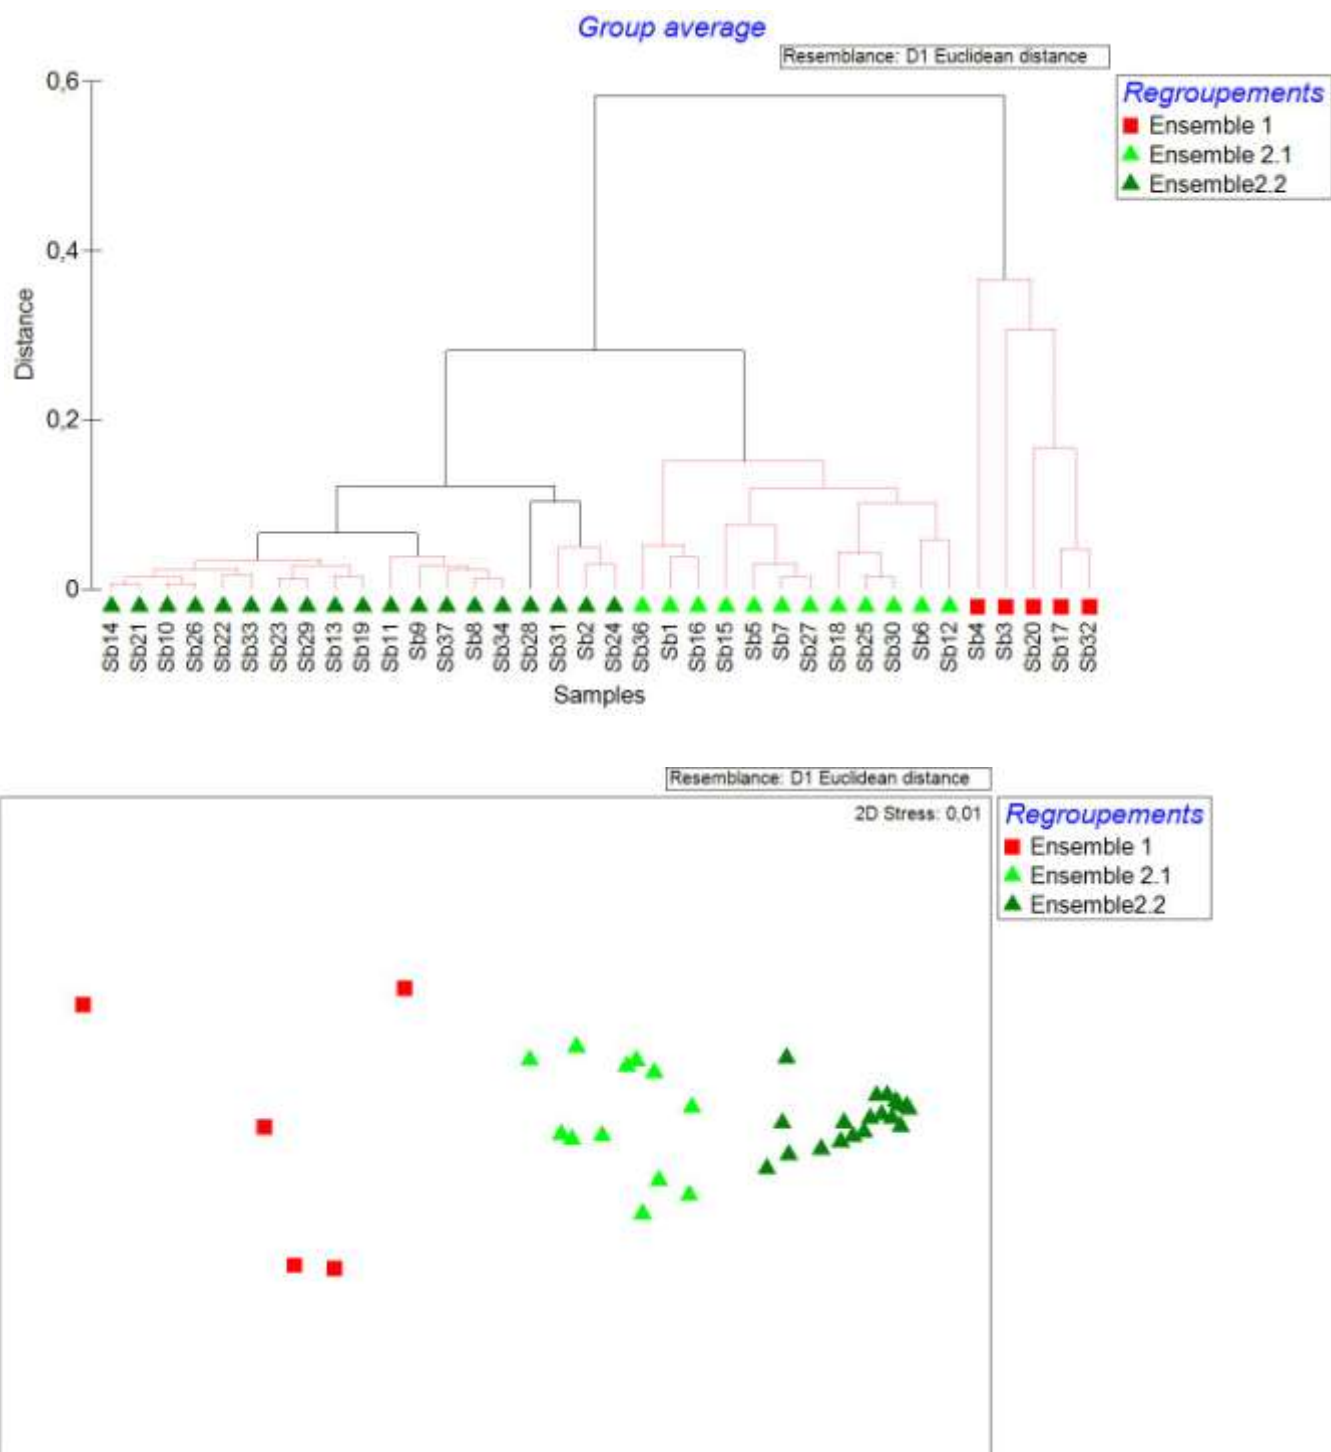 Group average
Resemblance: D1 Euclidean distance
Regroupements
Ensemble 1
Ensemble 2.1
Ensemble2.2
0,6
0,4
0,2
0
Distance
Sb14 Sb21 Sb10 Sb26 Sb22 Sb33 Sb23 Sb29 Sb13 Sb19 Sb11 Sb9 Sb37 Sb8 Sb34 Sb28 Sb31 Sb2 Sb24 Sb36 Sb1 Sb16 Sb15 Sb5 Sb7 Sb27 Sb18 Sb25 Sb30 Sb6 Sb12 Sb4 Sb3 Sb20 Sb17 Sb32
Samples
Resemblance: D1 Euclidean distance
2D Stress: 0,01
Regroupements
Ensemble 1
Ensemble 2.1
Ensemble2.2